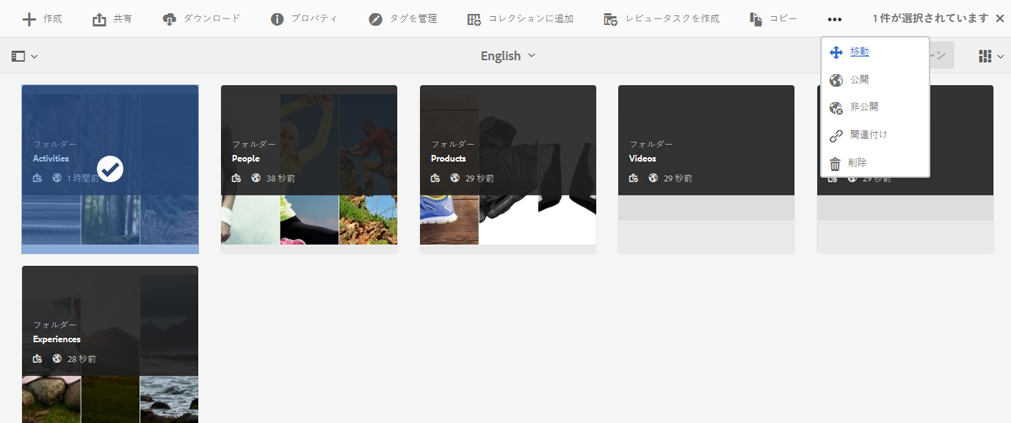 作成 共有 ダウンロード プロパティ タグを管理 コレクションに追加 レビュータスクを作成 コピー 1件が選択されています
English
ーン
移動
公開
非公開
関連付け
削除
フォルダー
Activities
1 時間前
フォルダー
People
38 秒前
フォルダー
Products
29 秒前
フォルダー
Videos
29 秒前
29 秒前
フォルダー
Experiences
28 秒前